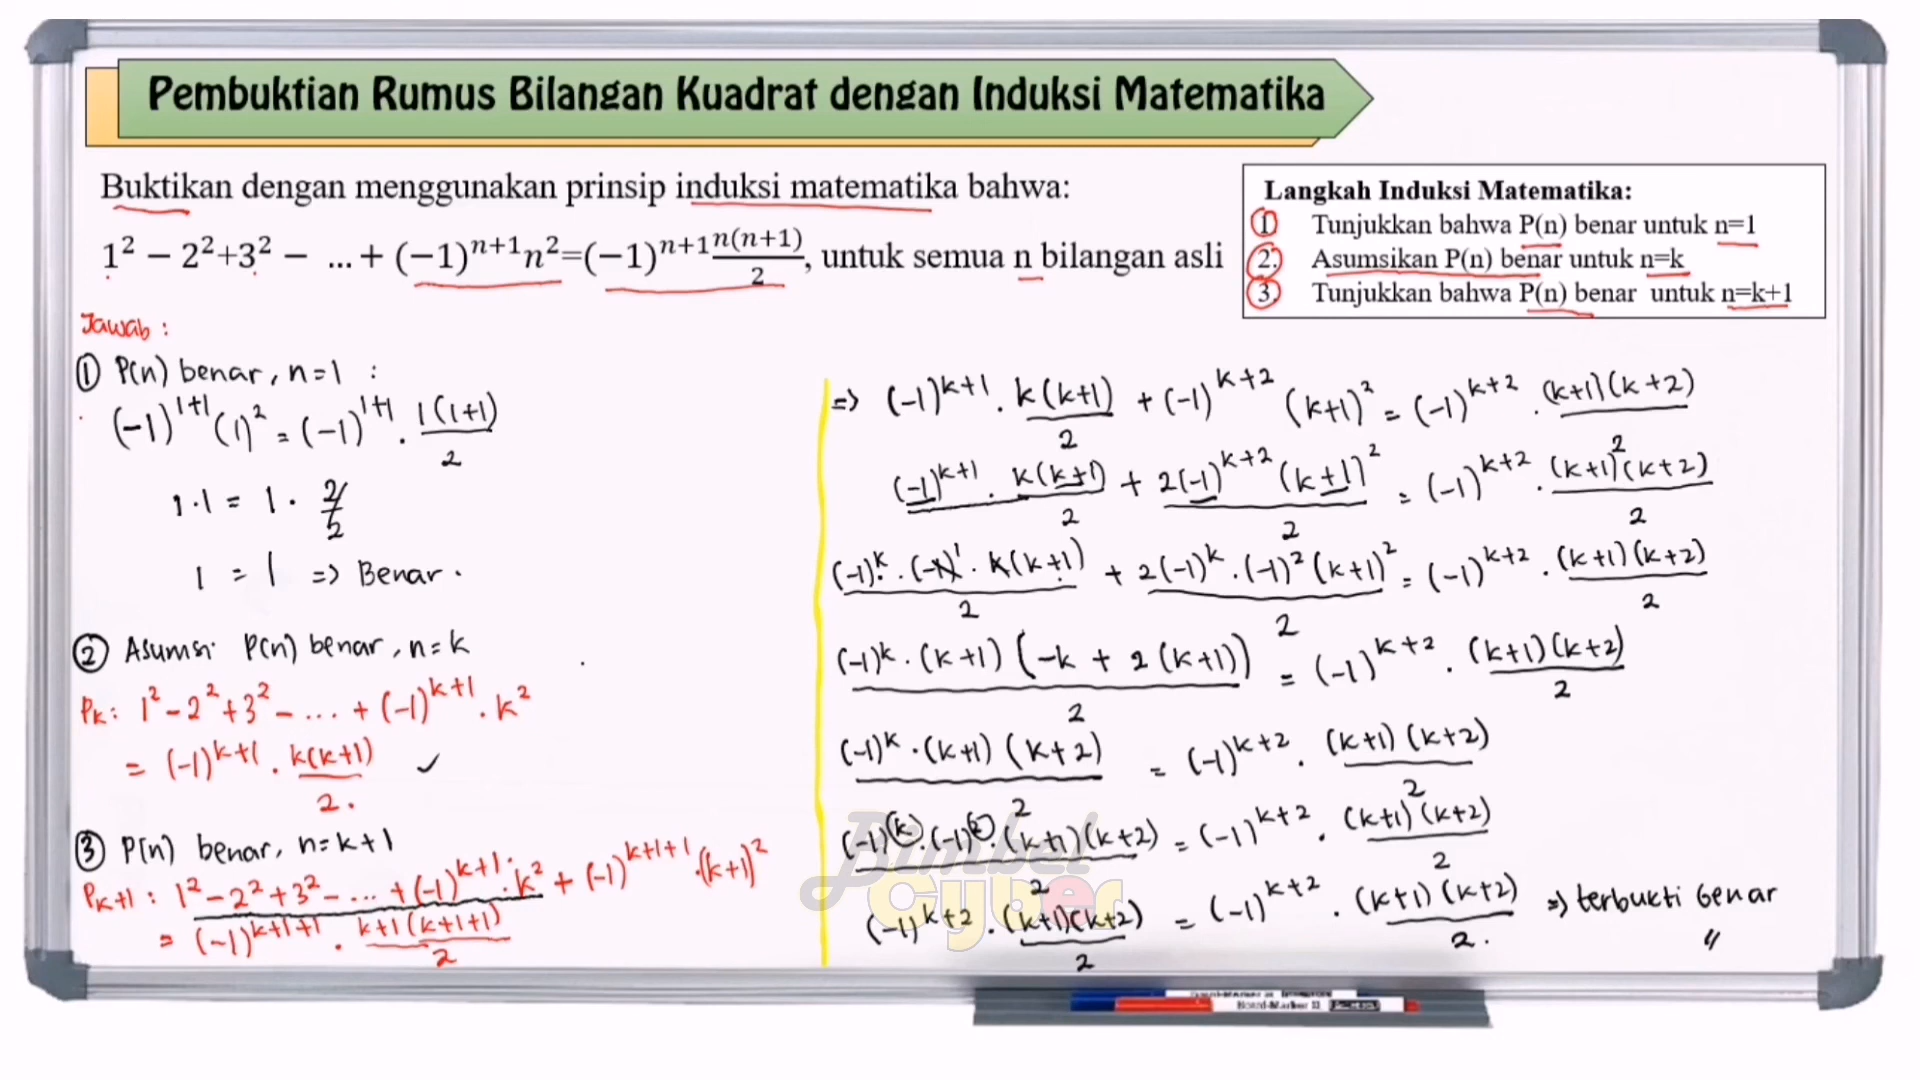 Pembuktian Rumus Bilangan Kuadrat dengan Induksi Matematika
Buktikan dengan menggunakan prinsip induksi matematika bahwa:
1² − 2²+3² − ...+ (−1)ⁿ⁺¹n²=(−1)ⁿ⁺¹ n(n+1)/2, untuk semua n bilangan asli
Langkah Induksi Matematika:
1. Tunjukkan bahwa P(n) benar untuk n=1
2. Asumsikan P(n) benar untuk n=k
3. Tunjukkan bahwa P(n) benar untuk n=k+1
Jawab :
① P(n) benar, n=1 :
(-1)¹⁺¹ (1)² = (-1)¹⁺¹ . 1(1+1)/2
1.1 = 1 . 2/2
1 = 1 => Benar.
② Asumsi P(n) benar, n=k
Pk : 1² - 2² + 3² - ... + (-1)ᵏ⁺¹ . k²
= (-1)ᵏ⁺¹ . k(k+1)/2 . ✓
③ P(n) benar, n=k+1
Pk+1 : 1² - 2² + 3² - ... + (-1)ᵏ⁺¹ . k² + (-1)ᵏ⁺¹⁺¹ . (k+1)²
= (-1)ᵏ⁺¹⁺¹ . k+1(k+1+1)/2
=> (-1)ᵏ⁺¹ . k(k+1)/2 + (-1)ᵏ⁺² (k+1)² = (-1)ᵏ⁺² . (k+1)(k+2)/2
(-1)ᵏ⁺¹ . k(k+1)/2 + 2(-1)ᵏ⁺² (k+1)²/2 = (-1)ᵏ⁺² . (k+1)(k+2)/2
(-1)ᵏ . (-1)¹ . k(k+1)/2 + 2(-1)ᵏ . (-1)² (k+1)²/2 = (-1)ᵏ⁺² . (k+1)(k+2)/2
(-1)ᵏ . (k+1) (-k + 2(k+1))/2 = (-1)ᵏ⁺² . (k+1)(k+2)/2
(-1)ᵏ . (k+1) (k+2)/2 = (-1)ᵏ⁺² . (k+1)(k+2)/2
(-1)ᵏ . (-1)² . (k+1)(k+2)/2 = (-1)ᵏ⁺² . (k+1)(k+2)/2
(-1)ᵏ⁺² . (k+1)(k+2)/2 = (-1)ᵏ⁺² . (k+1)(k+2)/2 . => terbukti benar
Bimbel
Cyber